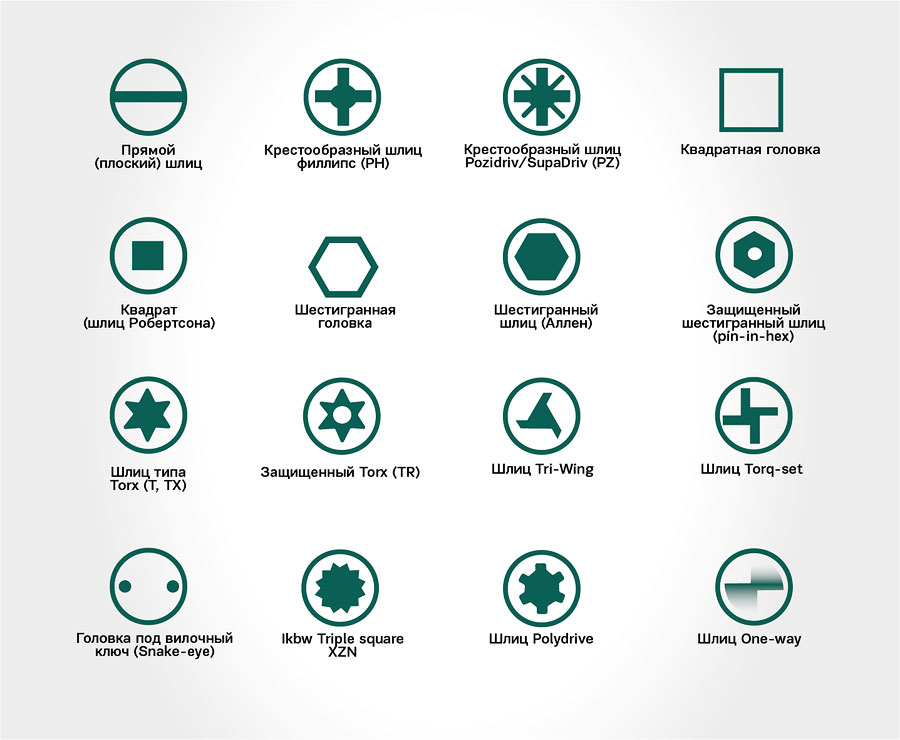 Прямой
(плоский) шлиц
Крестообразный шлиц
филлипс (PH)
Крестообразный шлиц
Pozidriv/SupaDriv (PZ)
Квадратная головка
Квадрат
(шлиц Робертсона)
Шестигранная
головка
Шестигранный
шлиц (Аллен)
Защищенный
шестигранный шлиц
(pin-in-hex)
Шлиц типа
Torx (T, TX)
Защищенный Torx (TR)
Шлиц Tri-Wing
Шлиц Torq-set
Головка под вилочный
ключ (Snake-eye)
Ikbw Triple square
XZN
Шлиц Polydrive
Шлиц One-way